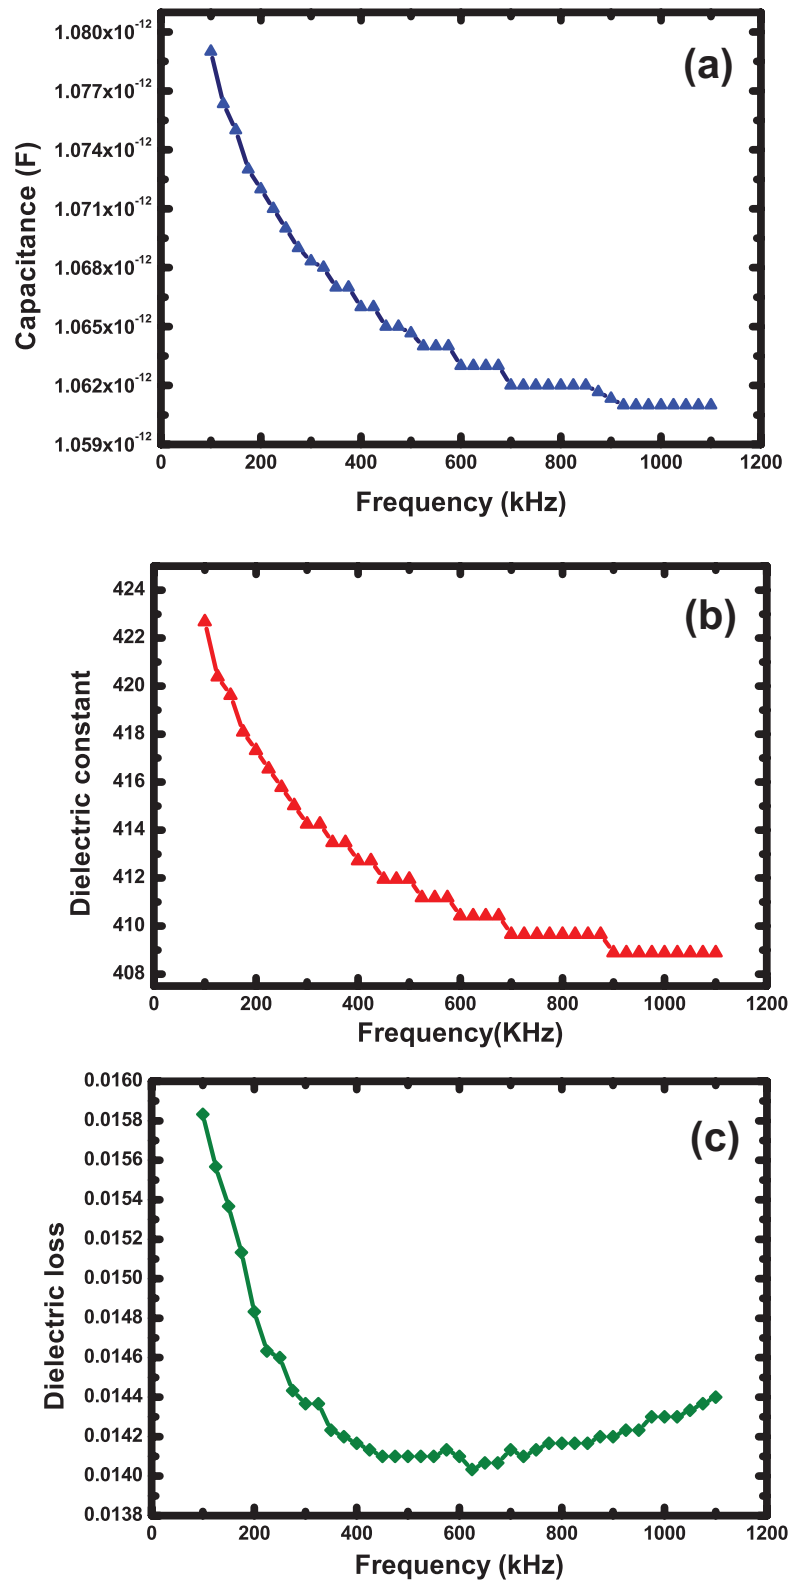 (a)
1.080x10-12
1.077x10-12
1.074x10-12
1.071x10-12
1.068x10-12
1.065x10-12
1.062x10-12
1.059x10-12
Capacitance (F)
0 200 400 600 800 1000 1200
Frequency (kHz)
(b)
424
422
420
418
416
414
412
410
408
Dielectric constant
0 200 400 600 800 1000 1200
Frequency(KHz)
(c)
0.0160
0.0158
0.0156
0.0154
0.0152
0.0150
0.0148
0.0146
0.0144
0.0142
0.0140
0.0138
Dielectric loss
0 200 400 600 800 1000 1200
Frequency (kHz)